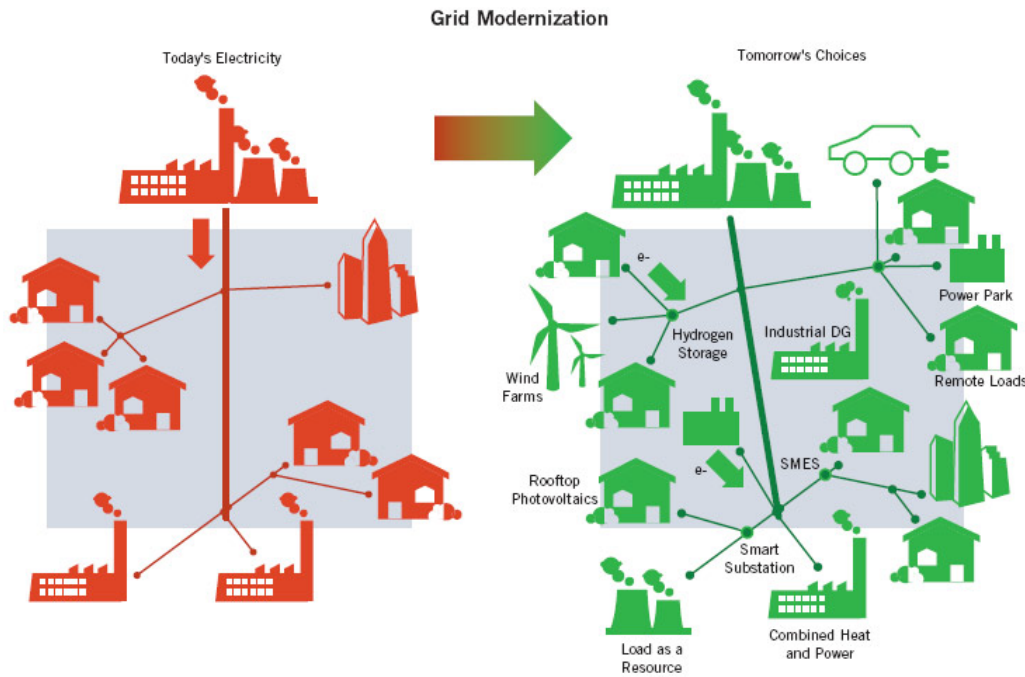 Grid Modernization
Today's Electricity
Tomorrow's Choices
e-
Power Park
Hydrogen
Storage
Industrial DG
Wind
Farms
Remote Loads
SMES
e-
Rooftop
Photovoltaics
Smart
Substation
Load as a
Resource
Combined Heat
and Power